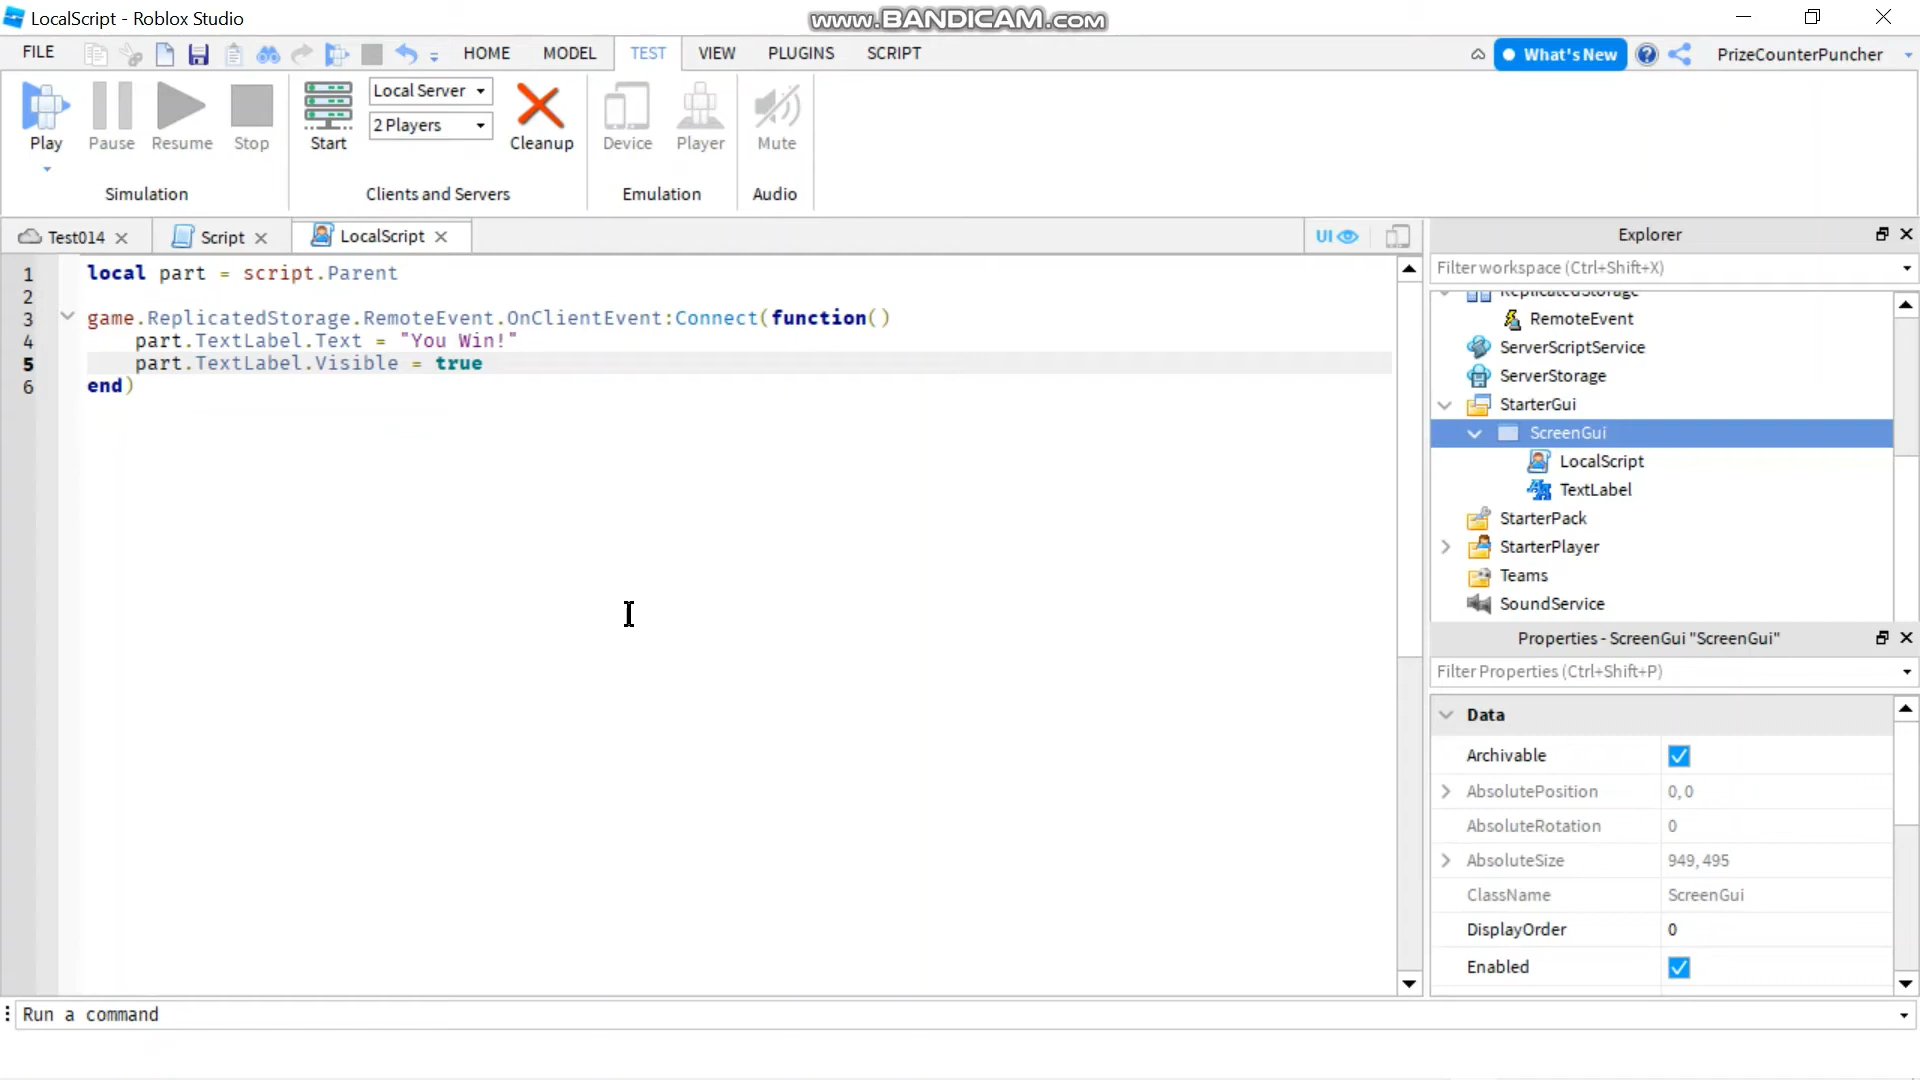 LocalScript - Roblox Studio
www.BANDICAM.com
FILE
HOME
MODEL
TEST
VIEW
PLUGINS
SCRIPT
What's New
PrizeCounterPuncher
Play
Pause
Resume
Stop
Simulation
Start
Local Server
2 Players
Cleanup
Clients and Servers
Device
Player
Emulation
Mute
Audio
Test014
Script
LocalScript
UI
1 local part = script.Parent
2
3 game.ReplicatedStorage.RemoteEvent.OnClientEvent:Connect(function()
4 part.TextLabel.Text = "You Win!"
5 part.TextLabel.Visible = true
6 end)
Explorer
Filter workspace (Ctrl+Shift+X)
ReplicatedStorage
RemoteEvent
ServerScriptService
ServerStorage
StarterGui
ScreenGui
LocalScript
TextLabel
StarterPack
StarterPlayer
Teams
SoundService
Properties - ScreenGui "ScreenGui"
Filter Properties (Ctrl+Shift+P)
Data
Archivable
AbsolutePosition 0, 0
AbsoluteRotation 0
AbsoluteSize 949, 495
ClassName ScreenGui
DisplayOrder 0
Enabled
Run a command